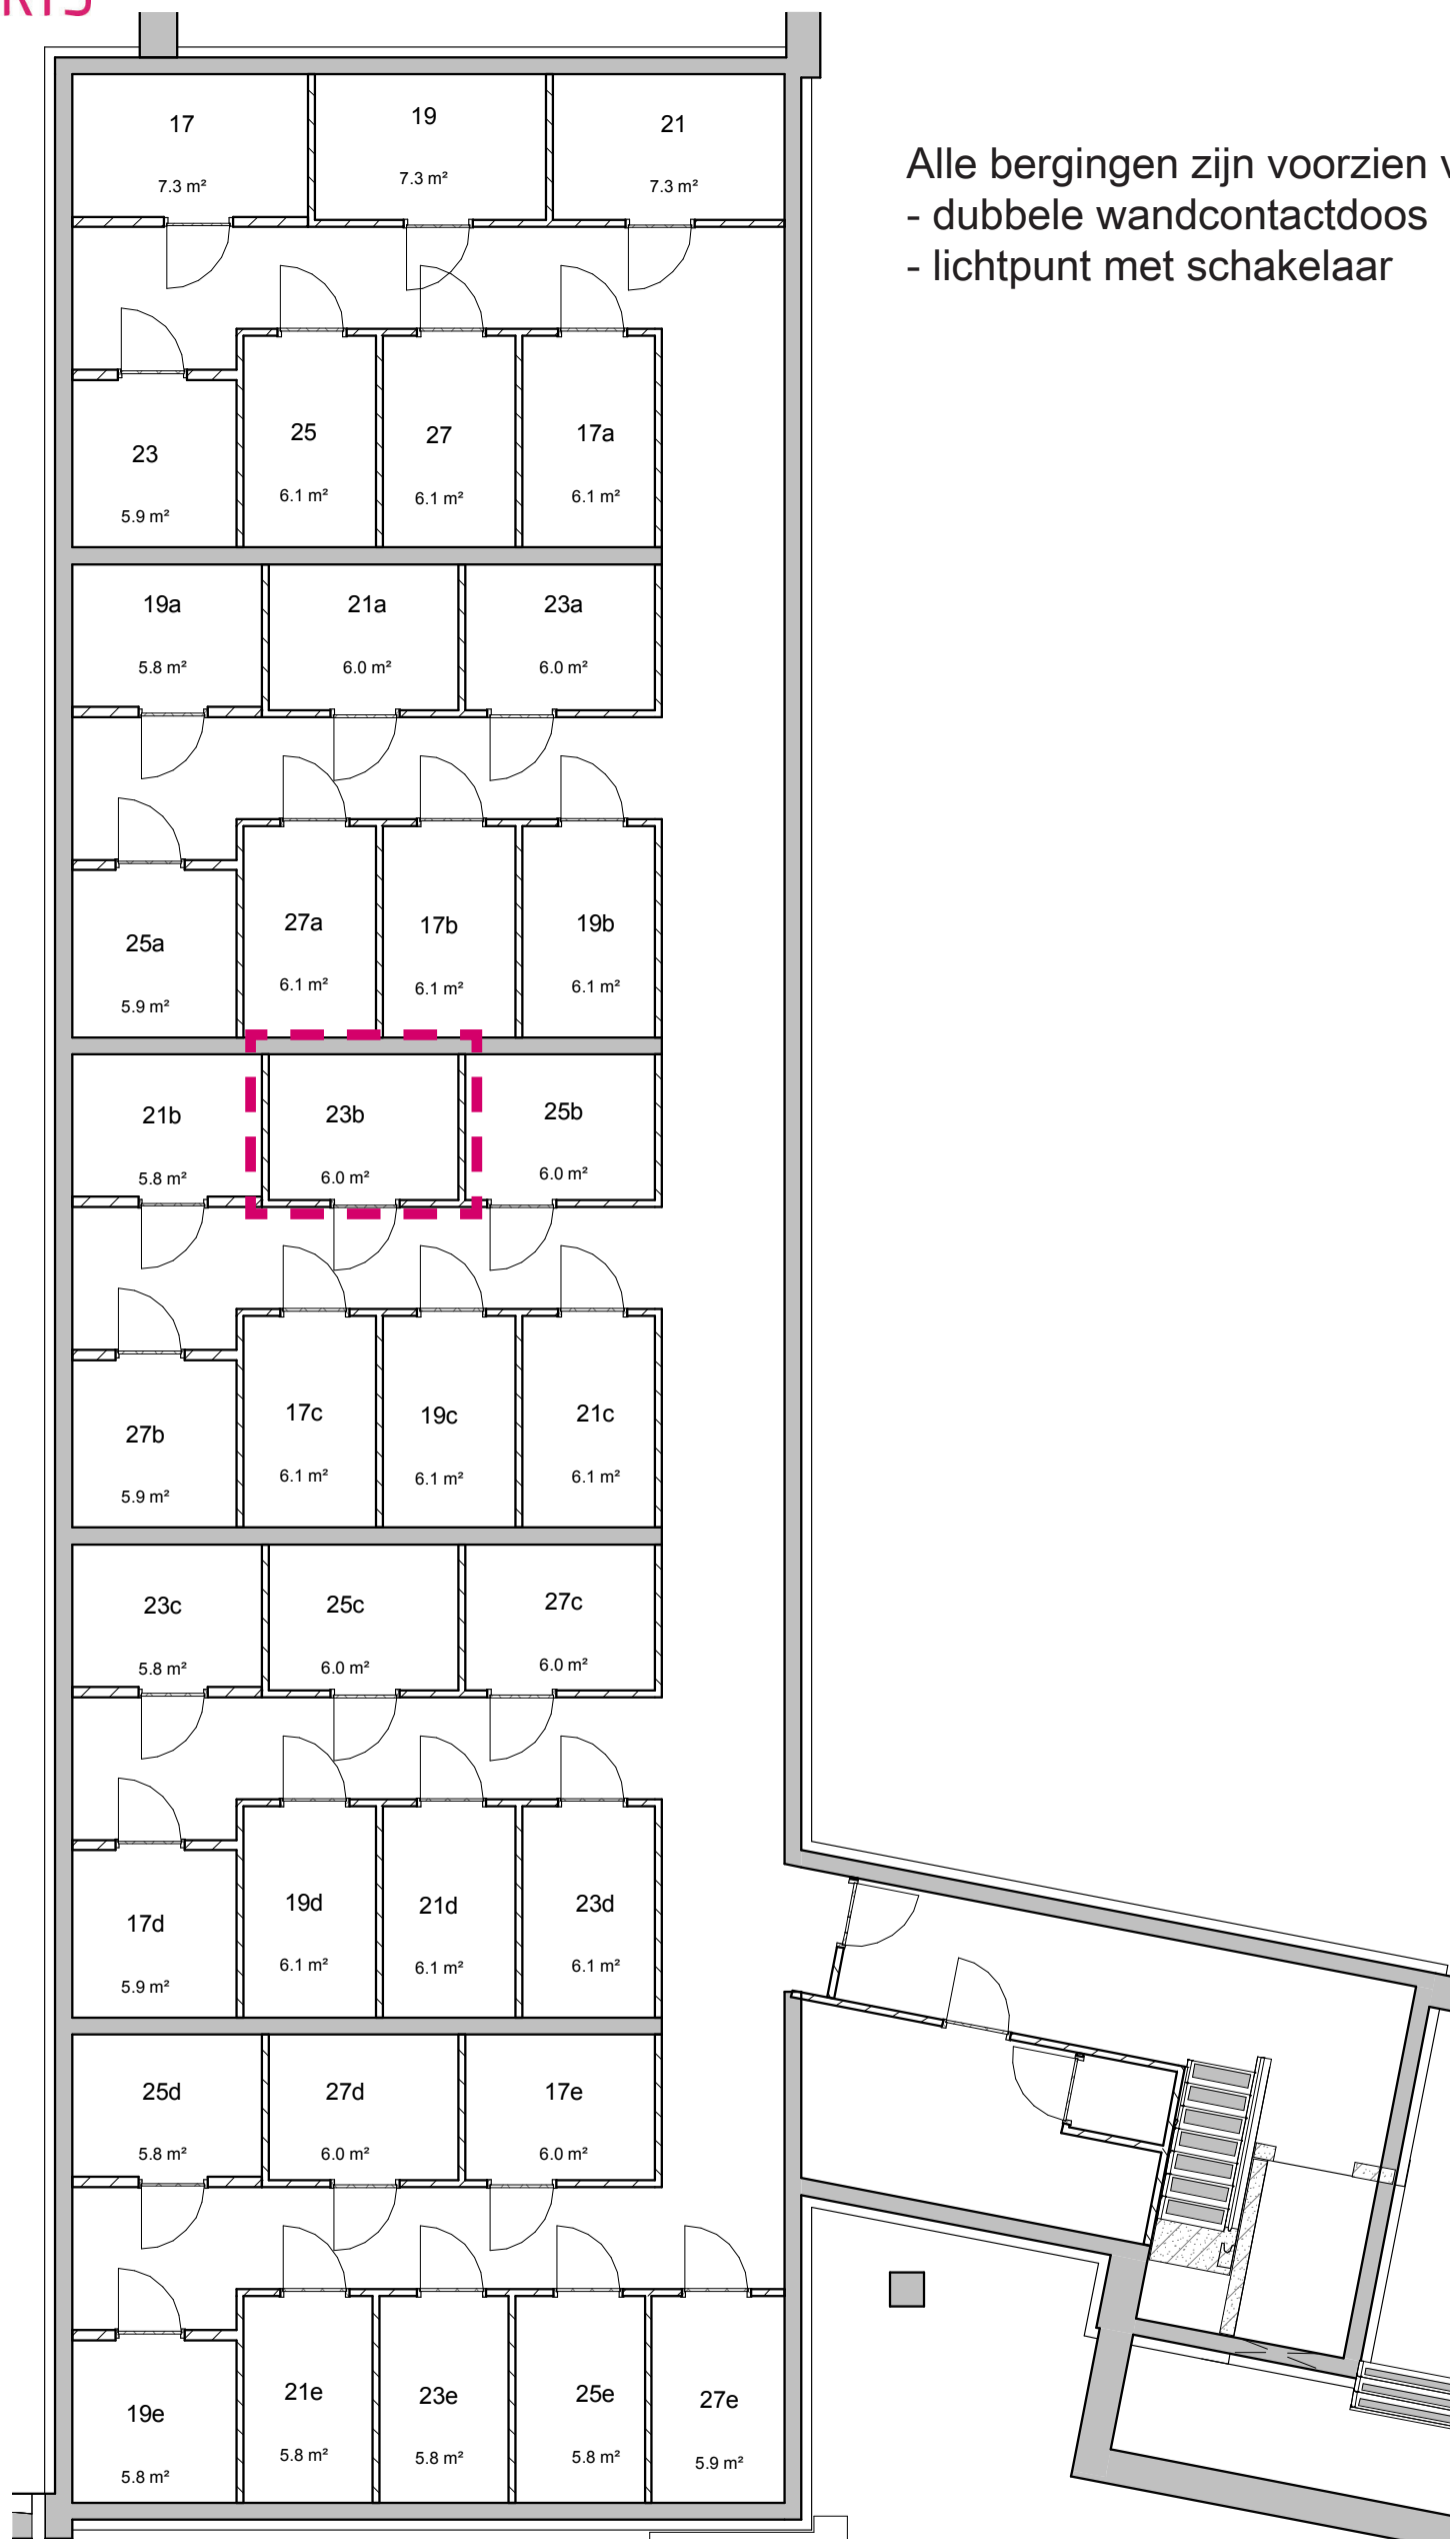 17
19
21
7.3 m²
7.3 m²
7.3 m²
Alle bergingen zijn voorzien
- dubbele wandcontactdoos
- lichtpunt met schakelaar
23
25
27
17a
5.9 m²
6.1 m²
6.1 m²
6.1 m²
19a
21a
23a
5.8 m²
6.0 m²
6.0 m²
25a
27a
17b
19b
5.9 m²
6.1 m²
6.1 m²
6.1 m²
21b
23b
25b
5.8 m²
6.0 m²
6.0 m²
27b
17c
19c
21c
5.9 m²
6.1 m²
6.1 m²
6.1 m²
23c
25c
27c
5.8 m²
6.0 m²
6.0 m²
17d
19d
21d
23d
5.9 m²
6.1 m²
6.1 m²
6.1 m²
25d
27d
17e
5.8 m²
6.0 m²
6.0 m²
19e
21e
23e
25e
27e
5.8 m²
5.8 m²
5.8 m²
5.8 m²
5.9 m²